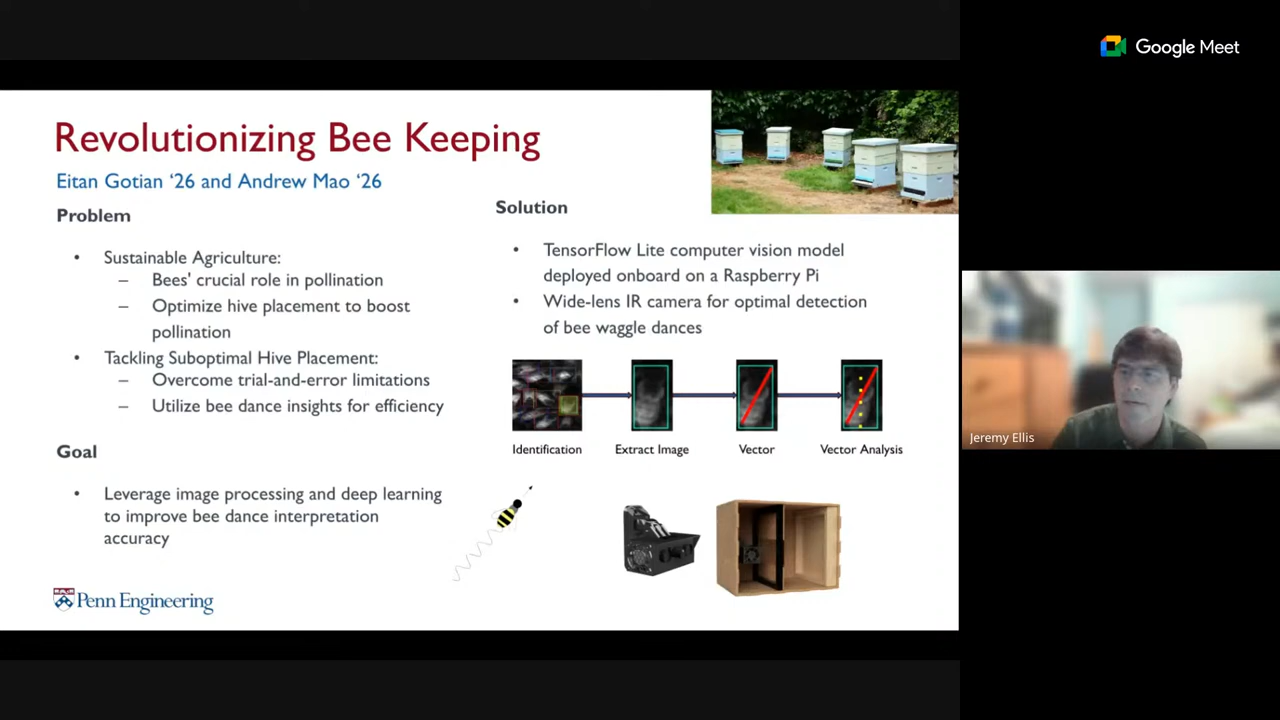 Google Meet
Revolutionizing Bee Keeping
Eitan Gotian ‘26 and Andrew Mao ‘26
Problem
• Sustainable Agriculture:
– Bees' crucial role in pollination
– Optimize hive placement to boost
pollination
• Tackling Suboptimal Hive Placement:
– Overcome trial-and-error limitations
– Utilize bee dance insights for efficiency
Goal
• Leverage image processing and deep learning
to improve bee dance interpretation
accuracy
Penn Engineering
Solution
• TensorFlow Lite computer vision model
deployed onboard on a Raspberry Pi
• Wide-lens IR camera for optimal detection
of bee waggle dances
Identification
Extract Image
Vector
Vector Analysis
Jeremy Ellis